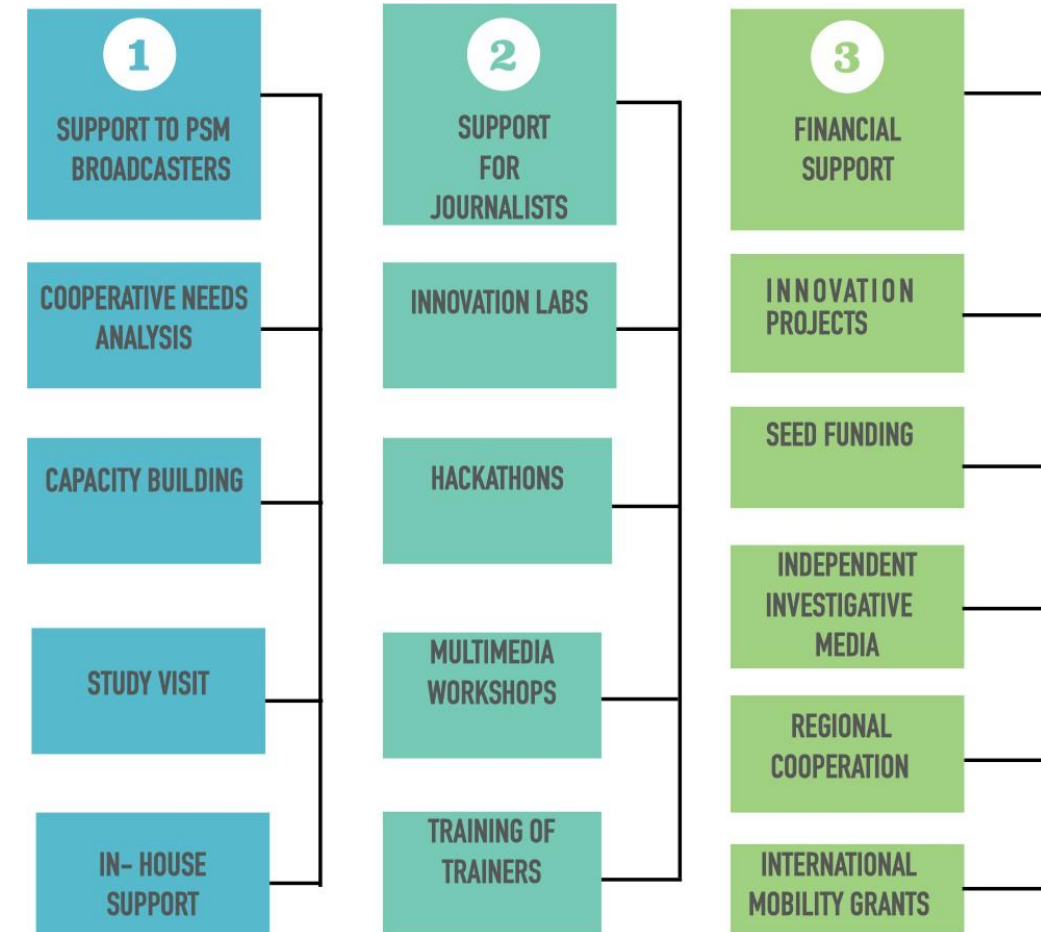 1
SUPPORT TO PSM
BROADCASTERS
COOPERATIVE NEEDS
ANALYSIS
CAPACITY BUILDING
STUDY VISIT
IN- HOUSE
SUPPORT
2
SUPPORT
FOR
JOURNALISTS
INNOVATION LABS
HACKATHONS
MULTIMEDIA
WORKSHOPS
TRAINING OF
TRAINERS
3
FINANCIAL
SUPPORT
INNOVATION
PROJECTS
SEED FUNDING
INDEPENDENT
INVESTIGATIVE
MEDIA
REGIONAL
COOPERATION
INTERNATIONAL
MOBILITY GRANTS